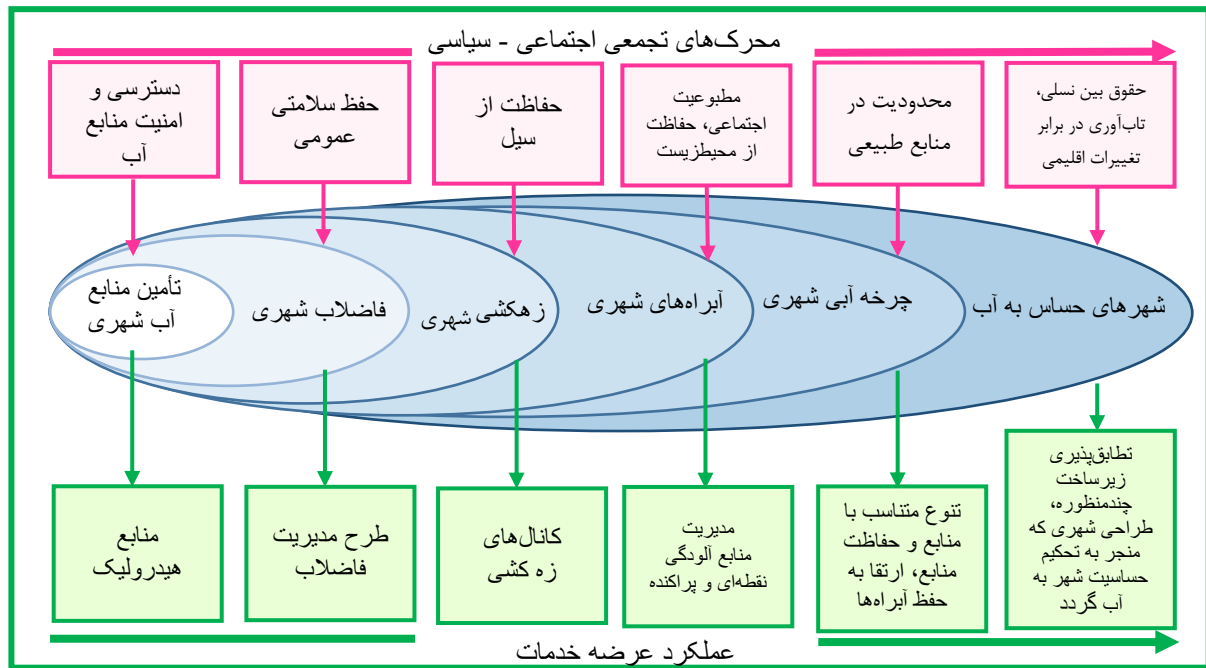 محرک‌های تجمعی اجتماعی - سیاسی
دسترسی و
امنیت منابع
آب
حفظ سلامتی
عمومی
حفاظت از
سیل
مطبوعیت
اجتماعی، حفاظت
از محیط‌زیست
محدودیت در
منابع طبیعی
حقوق بین نسلی،
تاب‌آوری در برابر
تغییرات اقلیمی
تأمین منابع
آب شهری
فاضلاب شهری
زهکشی شهری
آبراه‌های شهری
چرخه آبی شهری
شهرهای حساس به آب
منابع
هیدرولیک
طرح مدیریت
فاضلاب
کانال‌های
زه کشی
مدیریت
منابع آلودگی
نقطه‌ای و پراکنده
تنوع متناسب با
منابع و حفاظت
منابع، ارتقا به
حفظ آبراه‌ها
تطابق‌پذیری
زیرساخت
چندمنظوره،
طراحی شهری که
منجر به تحکیم
حساسیت شهر به
آب گردد
عملکرد عرضه خدمات